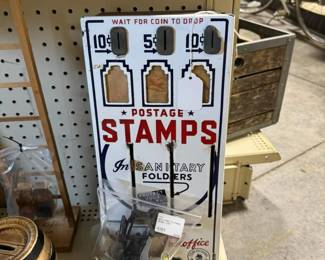 WAIT FOR COIN TO DROP
10¢ 5¢ 10¢
POSTAGE
STAMPS
In SANITARY
FOLDERS
office